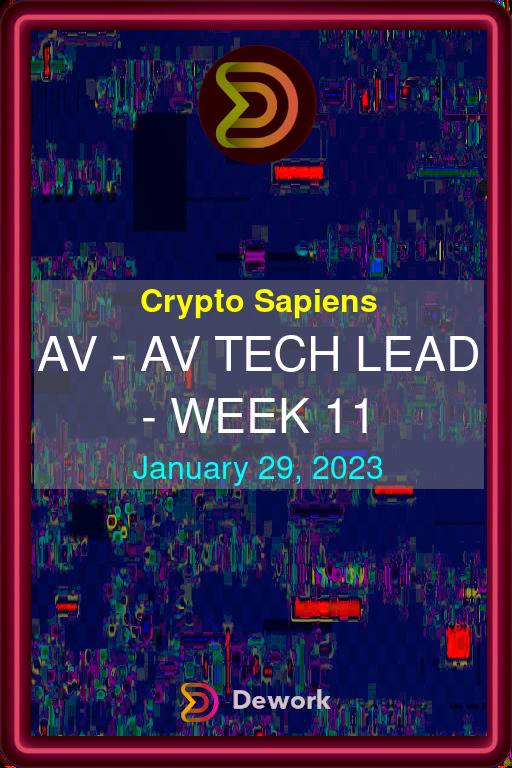 Crypto Sapiens
AV - AV TECH LEAD
- WEEK 11
January 29, 2023
Dework